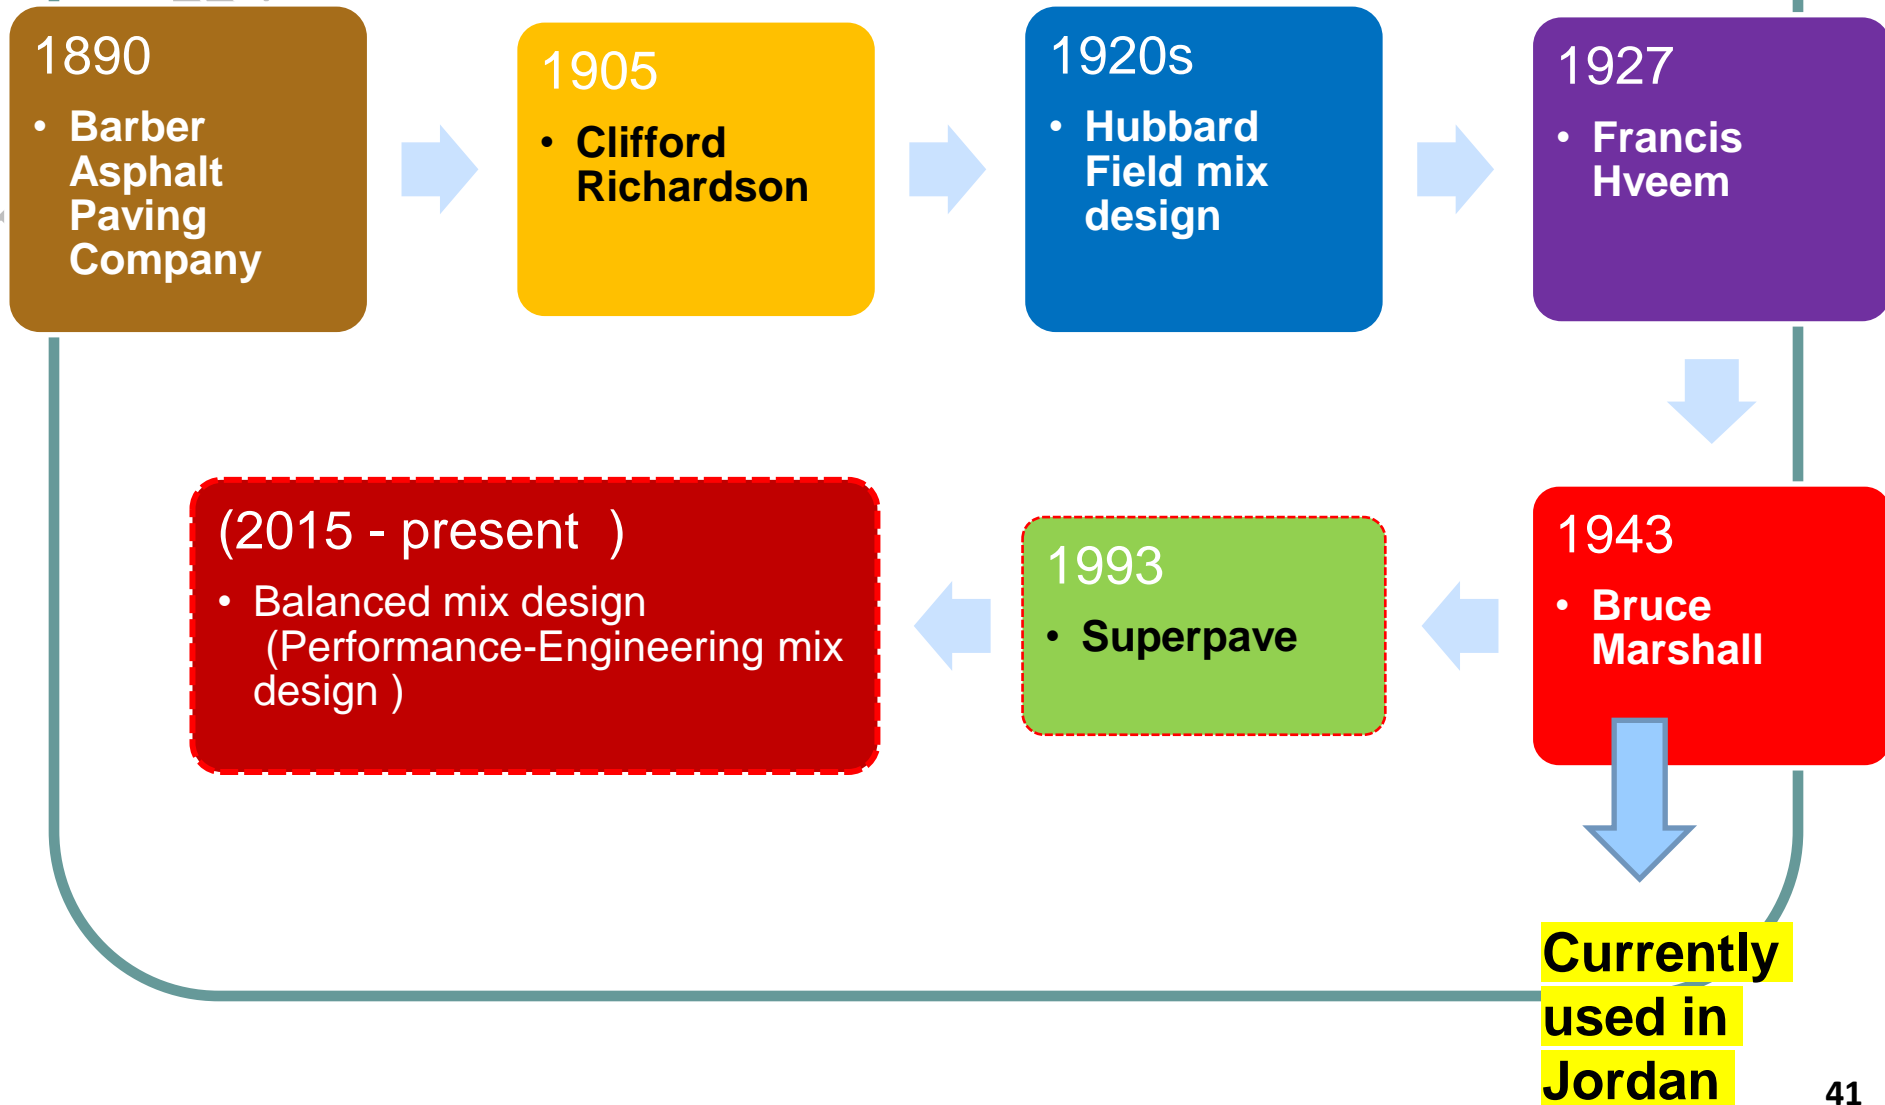 1890
• Barber
Asphalt
Paving
Company
1905
• Clifford
Richardson
1920s
• Hubbard
Field mix
design
1927
• Francis
Hveem
1943
• Bruce
Marshall
1993
• Superpave
(2015 - present  )
• Balanced mix design
(Performance-Engineering mix
design )
Currently
used in
Jordan
41